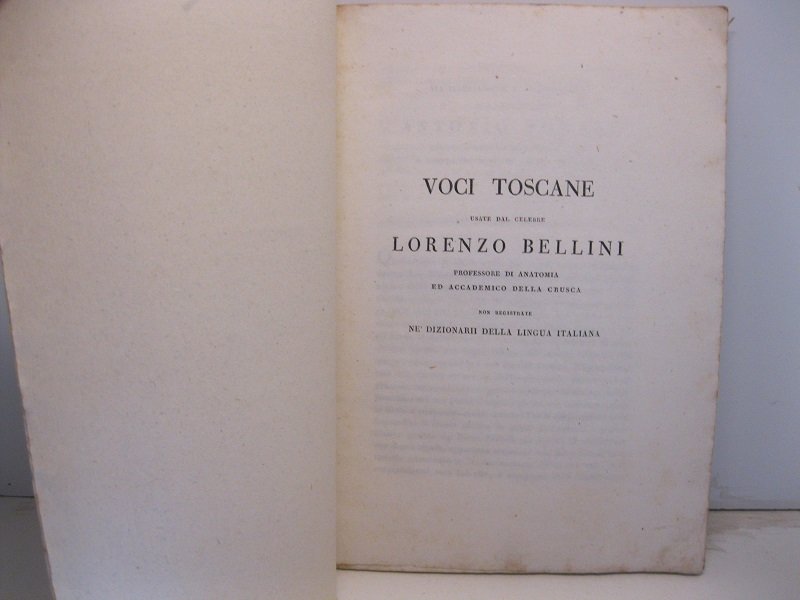 VOCI TOSCANE
USATE DAL CELEBRE
LORENZO BELLINI
PROFESSORE DI ANATOMIA
ED ACCADEMICO DELLA CRUSCA
NON REGISTRATE
NE' DIZIONARII DELLA LINGUA ITALIANA